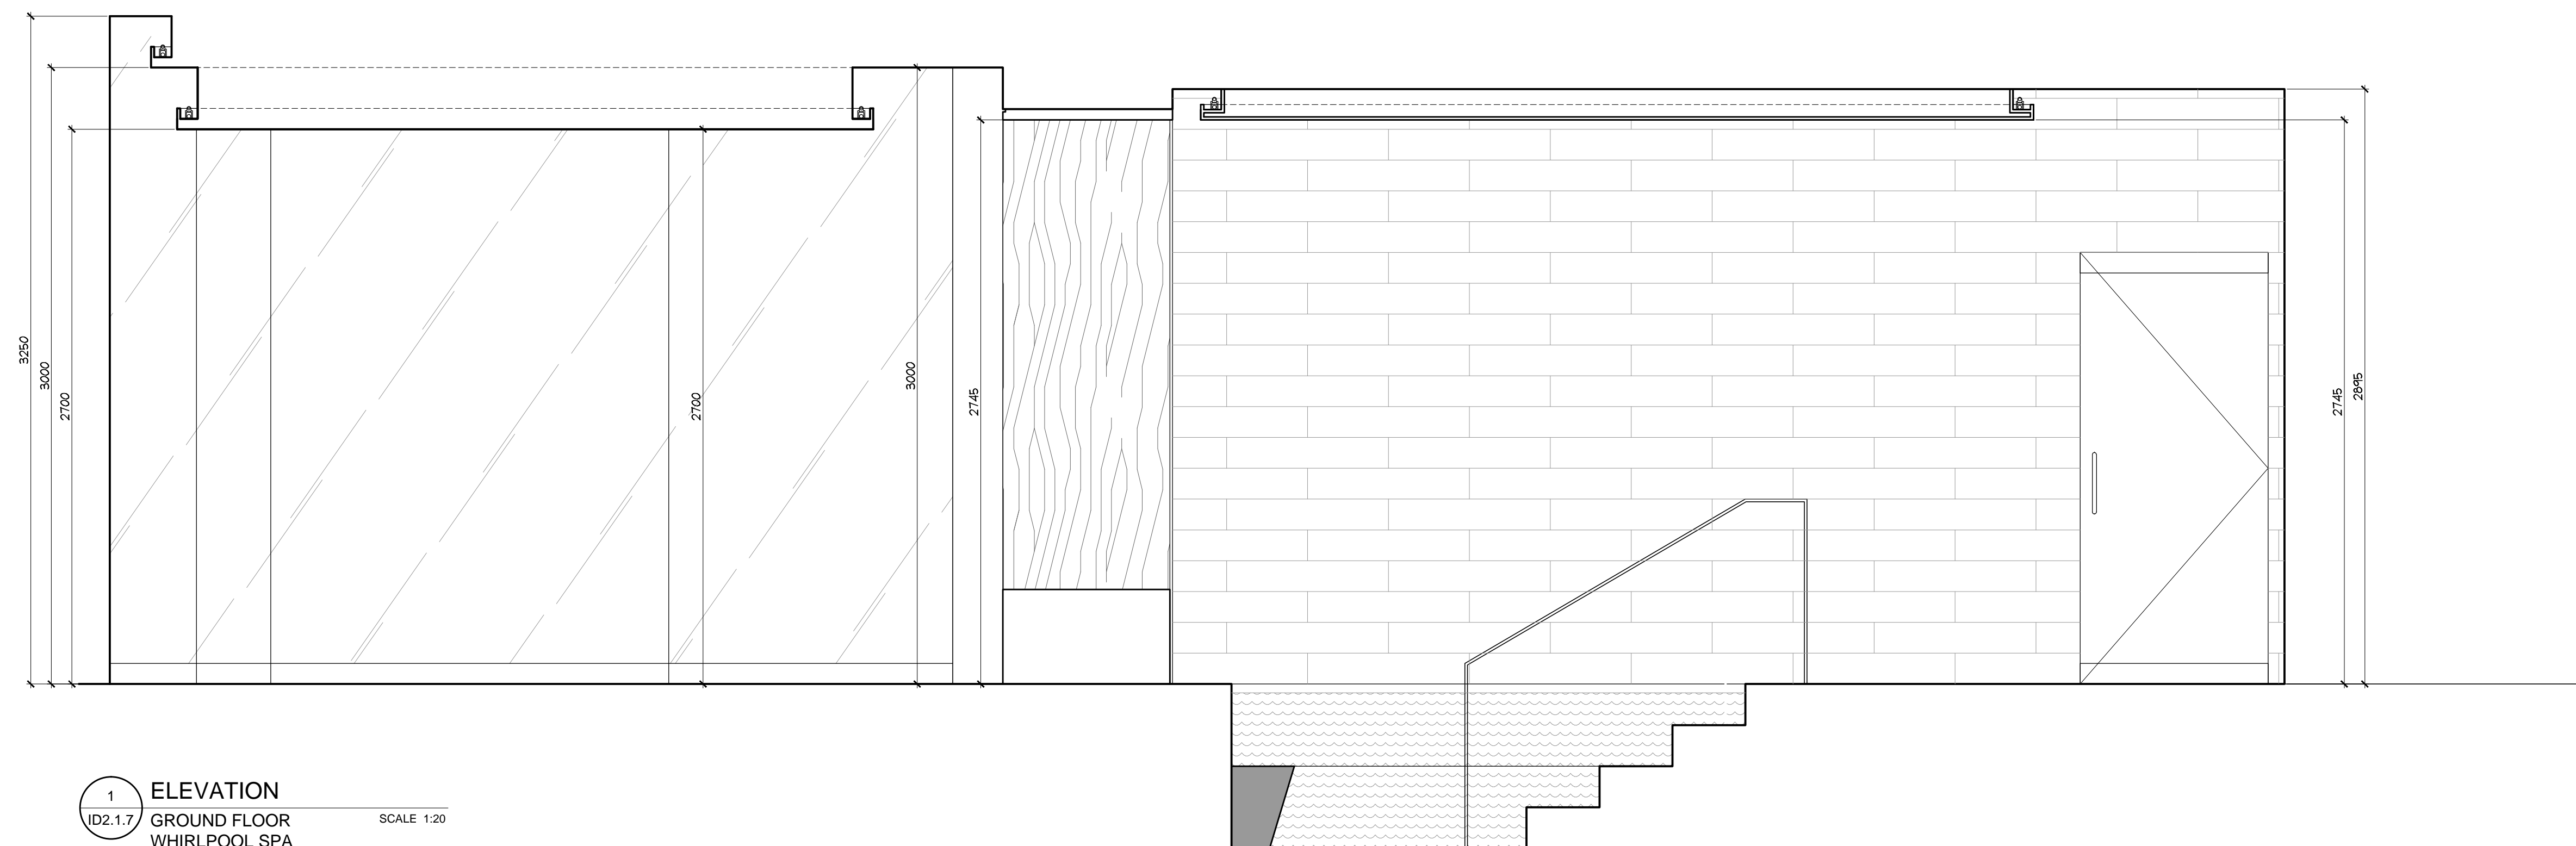 3250
3000
2700
2700
3000
2745
2745
2895
1
ID2.1.7
ELEVATION
GROUND FLOOR
SCALE 1:20
WHIRLPOOL SPA